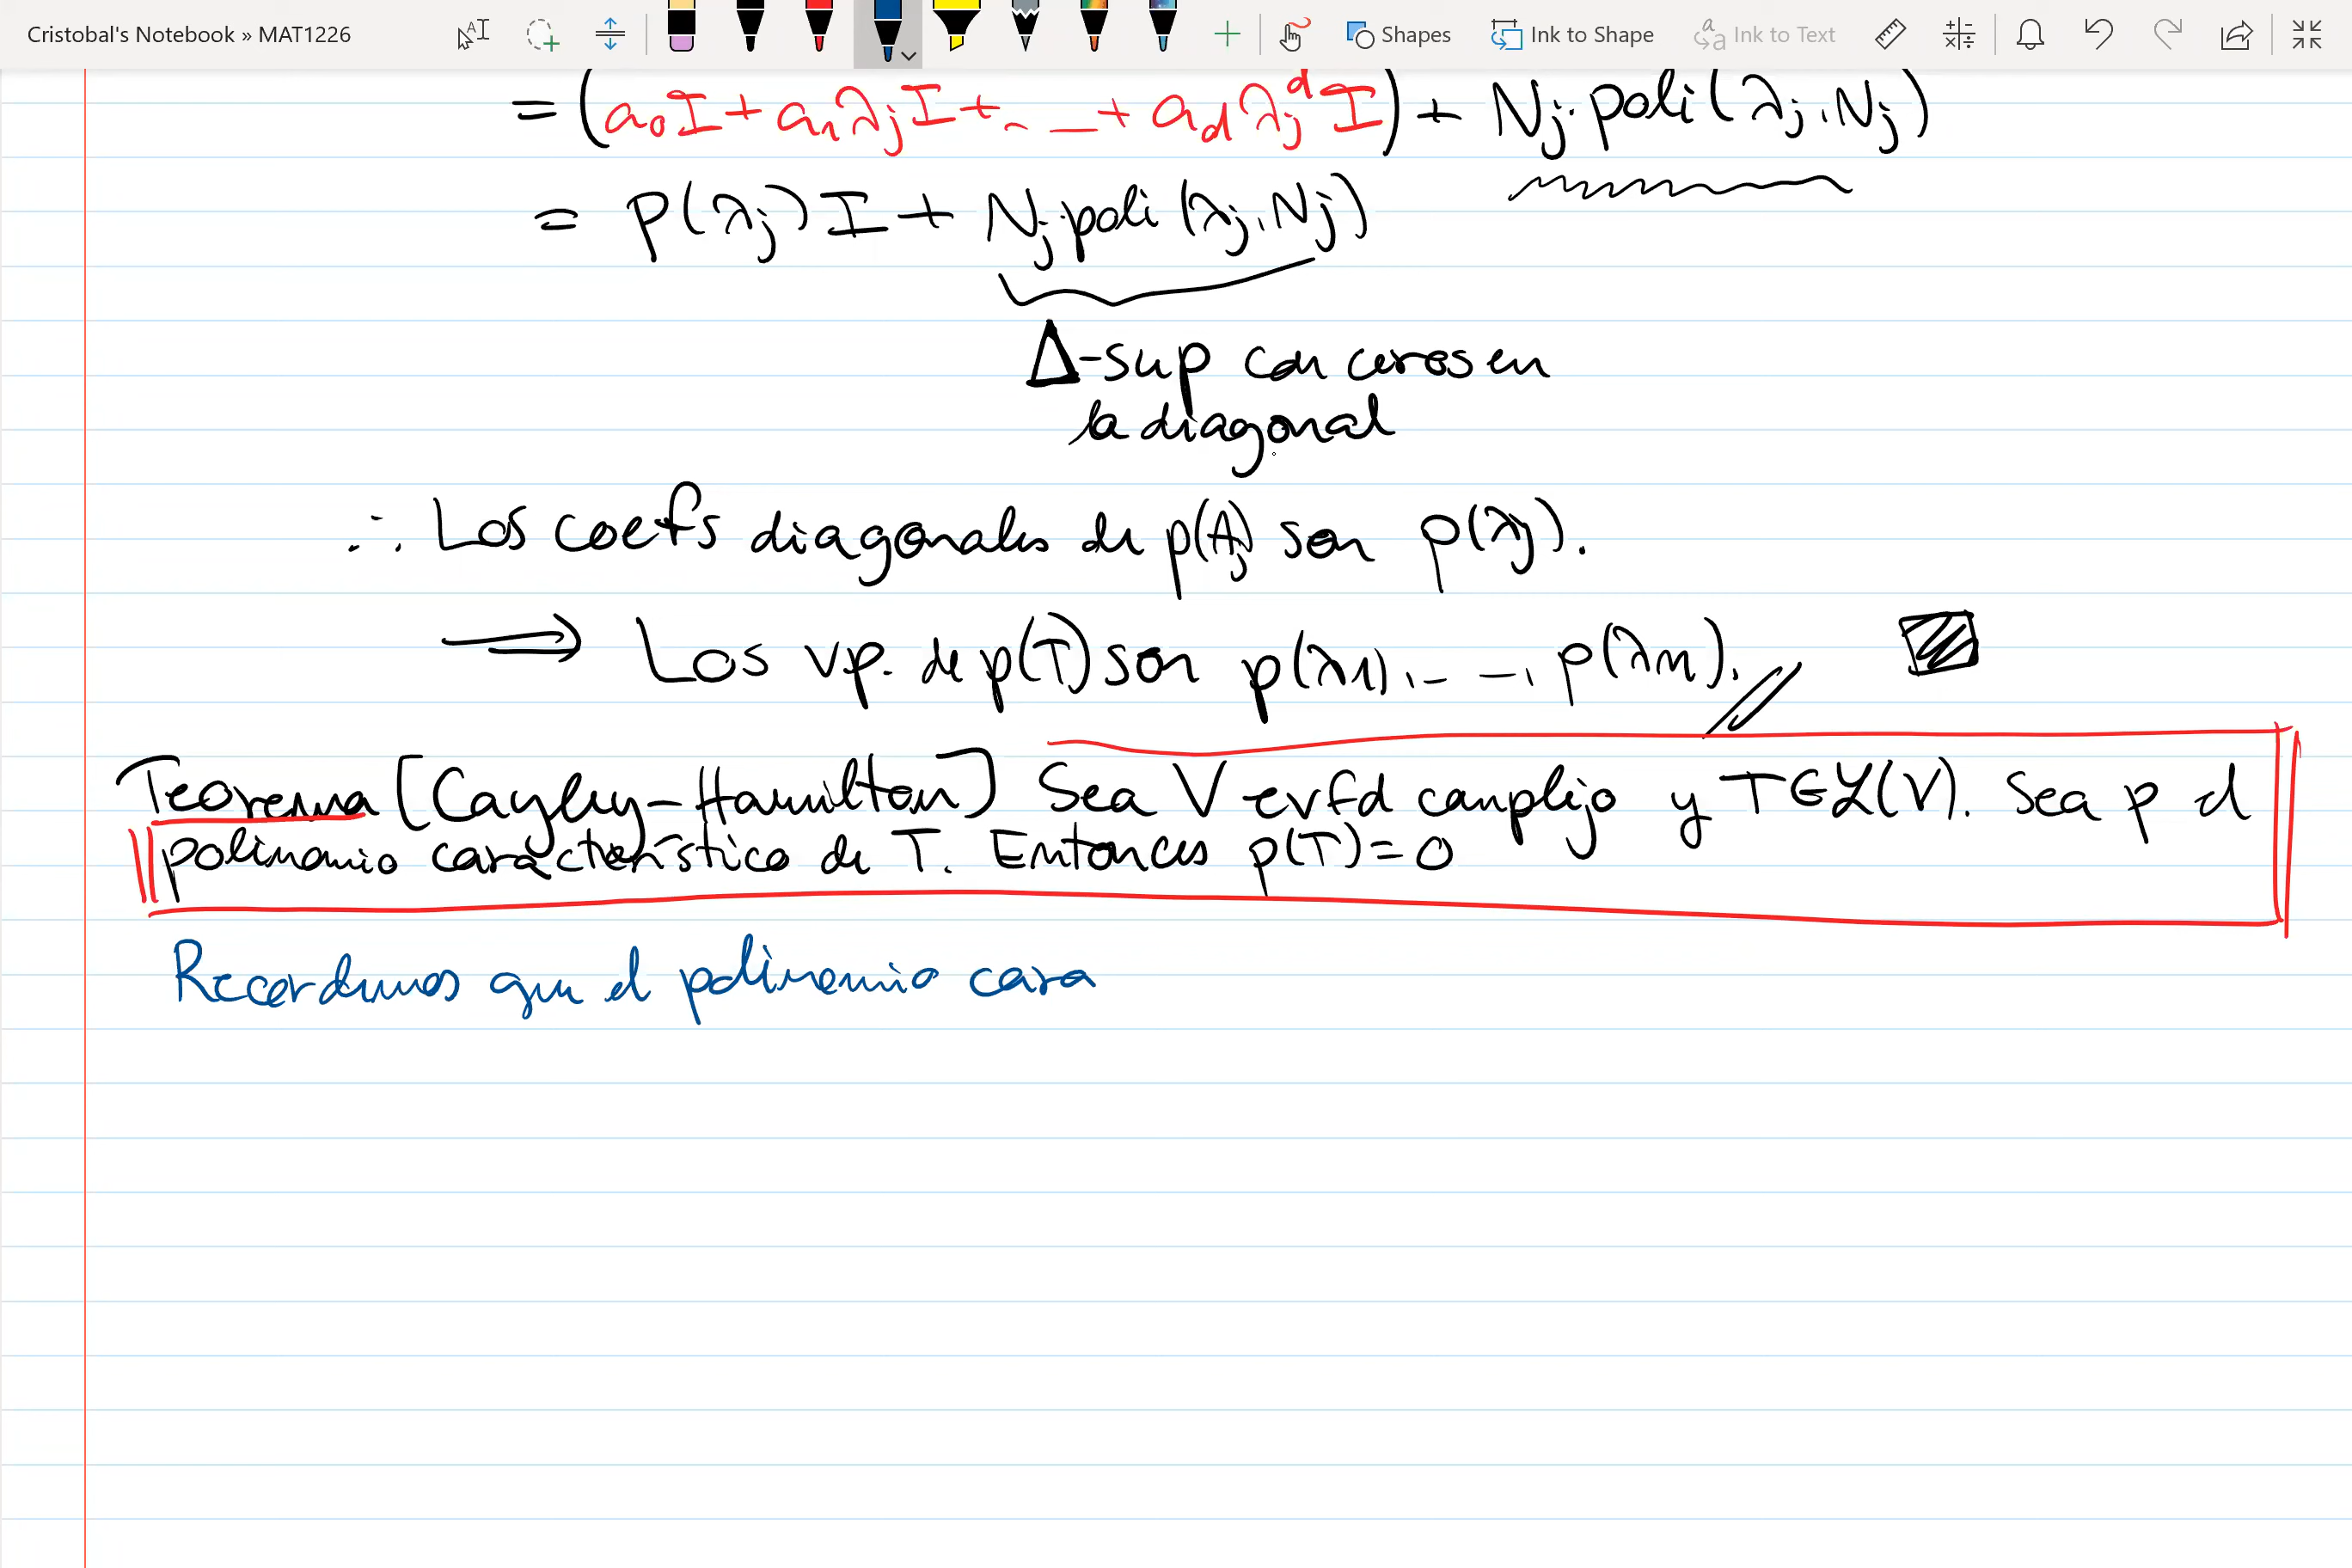 Cristobal's Notebook » MAT1226
Shapes
Ink to Shape
Ink to Text
= (a₀I + a₁λⱼI + - — + a_d λⱼᵈ I) + Nⱼ·poli(λⱼ, Nⱼ)
= p(λⱼ)I + Nⱼ·poli(λⱼ, Nⱼ)
Δ-sup con ceros en
la diagonal
∴ Los coefs diagonales de p(Aⱼ) son p(λⱼ).
⟹ Los vp. de p(T) son p(λ1), - —, p(λm).
Teorema [Cayley-Hamilton] Sea V evfd complejo y T∈ℒ(V). Sea p el
polinomio característico de T. Entonces p(T)=0
Recordemos que el polinomio cara